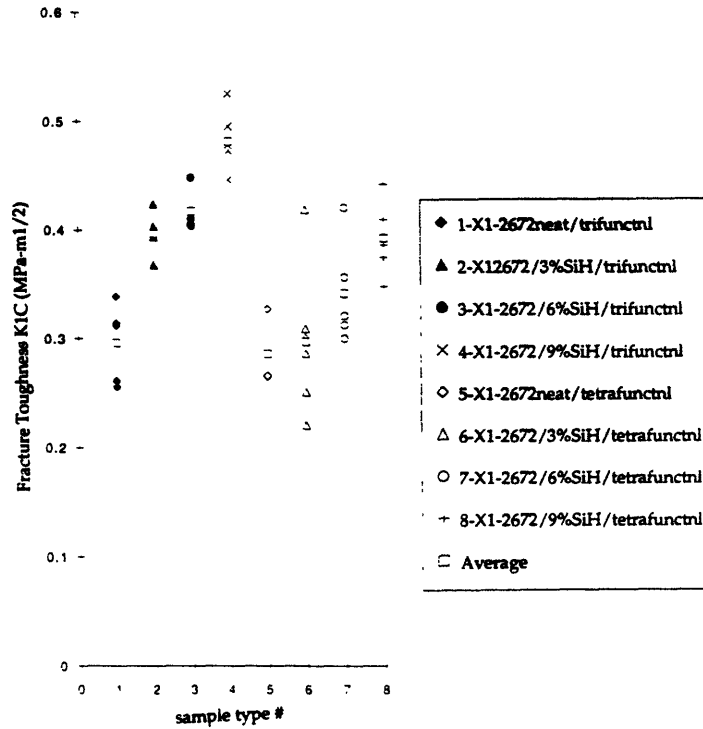 0.6
0.5
0.4
0.3
0.2
0.1
0
Fracture Toughness K1C (MPa-m1/2)
0 1 2 3 4 5 6 7 8
sample type #
1-X1-2672neat/trifunctnl
2-X12672/3%SiH/trifunctnl
3-X1-2672/6%SiH/trifunctnl
4-X1-2672/9%SiH/trifunctnl
5-X1-2672neat/tetrafunctnl
6-X1-2672/3%SiH/tetrafunctnl
7-X1-2672/6%SiH/tetrafunctnl
8-X1-2672/9%SiH/tetrafunctnl
Average